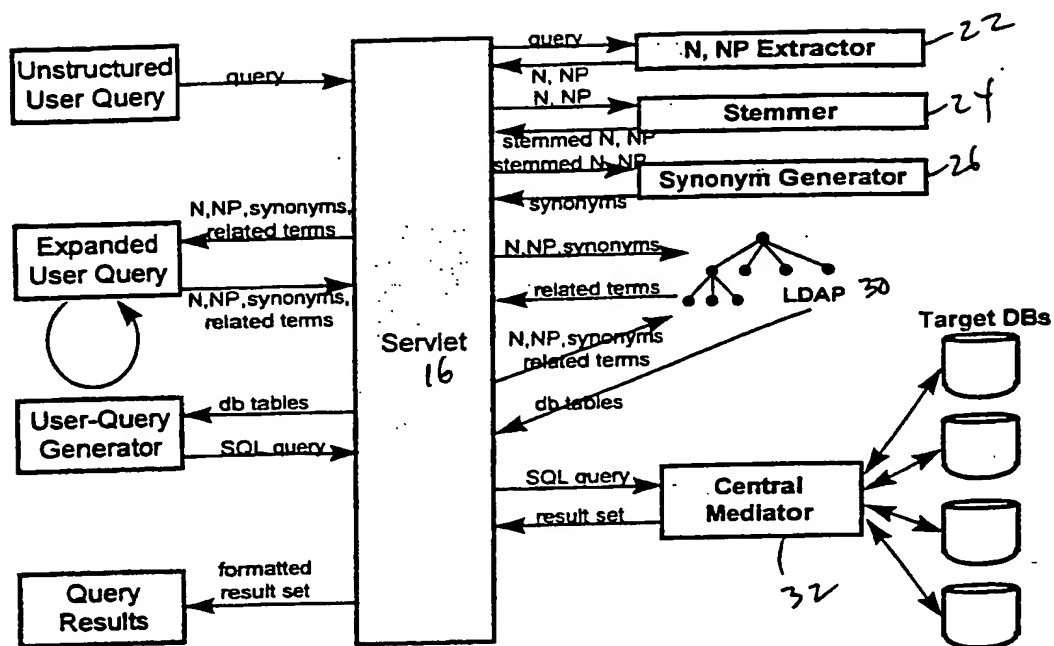 Unstructured
User Query
query
query
N, NP Extractor
22
N, NP
N, NP
Stemmer
24
stemmed N, NP
stemmed N, NP
Synonym Generator
26
synonyms
N,NP,synonyms,
related terms
Expanded
User Query
N,NP,synonyms,
related terms
N,NP,synonyms
related terms
LDAP
30
Servlet
16
N,NP,synonyms
related terms
db tables
Target DBs
User-Query
Generator
db tables
SQL query
SQL query
Central
Mediator
result set
32
formatted
result set
Query
Results